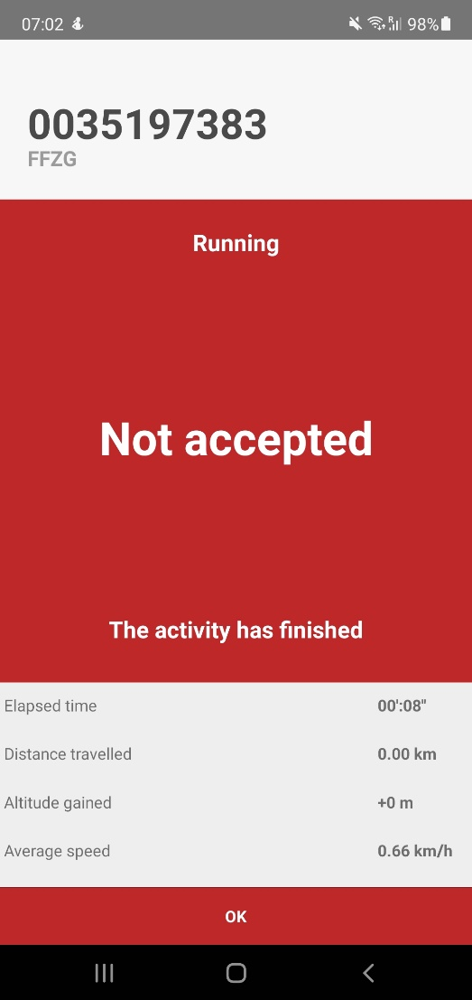 07:02 R 98%
0035197383
FFZG
Running
Not accepted
The activity has finished
Elapsed time 00':08"
Distance travelled 0.00 km
Altitude gained +0 m
Average speed 0.66 km/h
OK